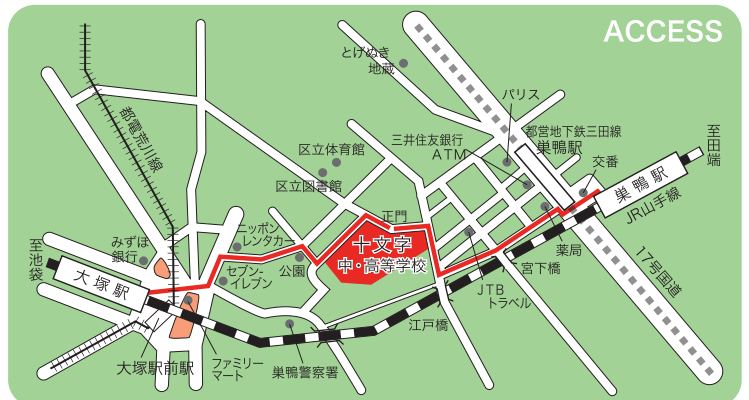 ACCESS
とげぬき
地蔵
パリス
都営地下鉄三田線
巣鴨駅
三井住友銀行
ATM
交番
至田端
巣鴨駅
JR山手線
都電荒川線
区立体育館
区立図書館
正門
十文字
中・高等学校
ニッポン
レンタカー
公園
セブン-
イレブン
みずほ
銀行
至池袋
大塚駅
薬局
宮下橋
17号国道
JTB
トラベル
江戸橋
大塚駅前駅
ファミリー
マート
巣鴨警察署